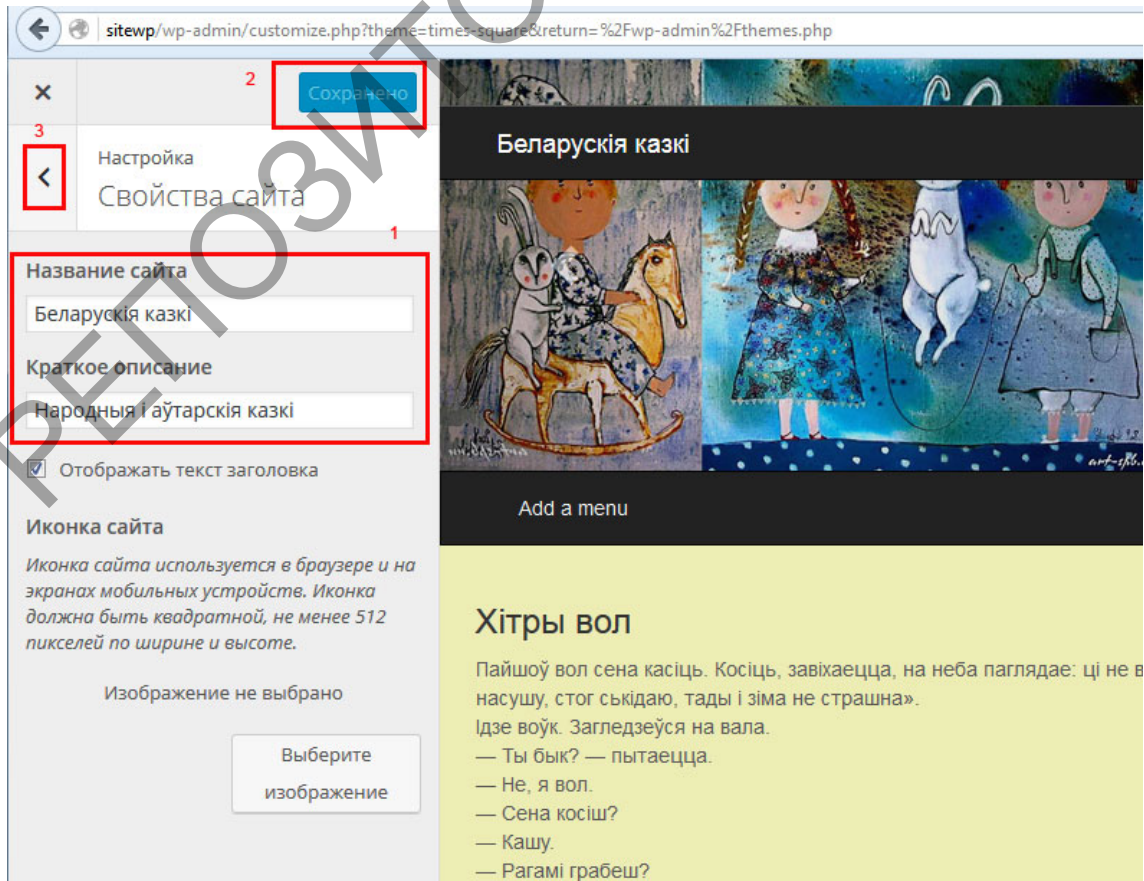 sitewp/wp-admin/customize.php?theme=times-square&return=%2Fwp-admin%2Fthemes.php
2
Сохранено
3
Настройка
Свойства сайта
1
Название сайта
Беларускія казкі
Краткое описание
Народныя і аўтарскія казкі
Отображать текст заголовка
Иконка сайта
Иконка сайта используется в браузере и на
экранах мобильных устройств. Иконка
должна быть квадратной, не менее 512
пикселей по ширине и высоте.
Изображение не выбрано
Выберите
изображение
Беларускія казкі
Add a menu
Хітры вол
Пайшоў вол сена касіць. Косіць, завіхаецца, на неба паглядае: ці не в
насушу, стог ськідаю, тады і зіма не страшна».
Ідзе воўк. Загледзеўся на вала.
— Ты бык? — пытаецца.
— Не, я вол.
— Сена косіш?
— Кашу.
— Рагамі грабеш?
РЕПОЗИТО